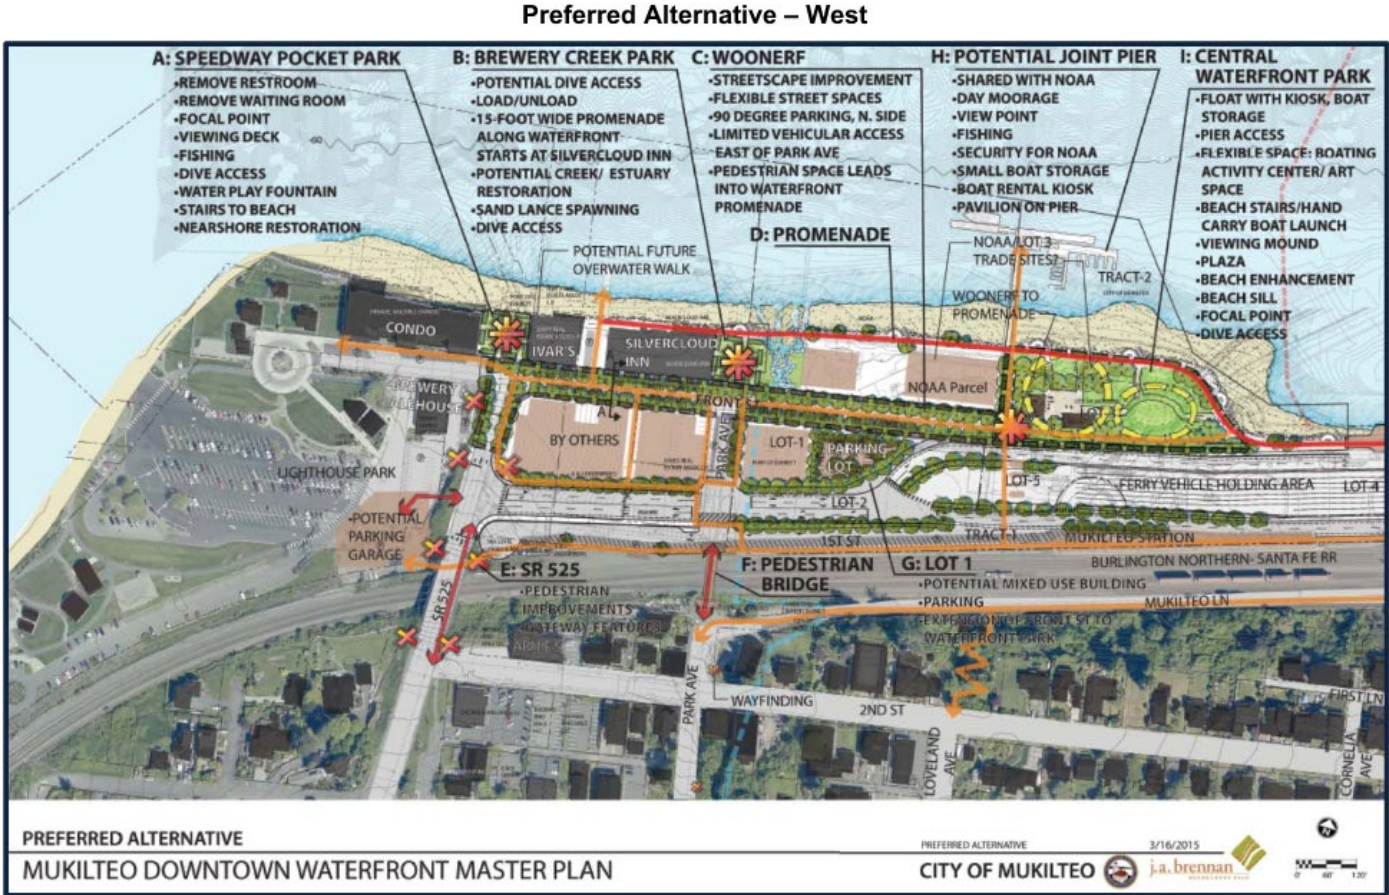 Preferred Alternative – West
A: SPEEDWAY POCKET PARK
•REMOVE RESTROOM
•REMOVE WAITING ROOM
•FOCAL POINT
•VIEWING DECK
•FISHING
•DIVE ACCESS
•WATER PLAY FOUNTAIN
•STAIRS TO BEACH
•NEARSHORE RESTORATION
B: BREWERY CREEK PARK
•POTENTIAL DIVE ACCESS
•LOAD/UNLOAD
•15-FOOT WIDE PROMENADE
ALONG WATERFRONT
STARTS AT SILVERCLOUD INN
•POTENTIAL CREEK/ ESTUARY
RESTORATION
•SAND LANCE SPAWNING
•DIVE ACCESS
C: WOONERF
•STREETSCAPE IMPROVEMENT
•FLEXIBLE STREET SPACES
•90 DEGREE PARKING, N. SIDE
•LIMITED VEHICULAR ACCESS
EAST OF PARK AVE
•PEDESTRIAN SPACE LEADS
INTO WATERFRONT
PROMENADE
D: PROMENADE
H: POTENTIAL JOINT PIER
•SHARED WITH NOAA
•DAY MOORAGE
•VIEW POINT
•FISHING
•SECURITY FOR NOAA
•SMALL BOAT STORAGE
•BOAT RENTAL KIOSK
•PAVILION ON PIER
I: CENTRAL
WATERFRONT PARK
•FLOAT WITH KIOSK, BOAT
STORAGE
•PIER ACCESS
•FLEXIBLE SPACE: BOATING
ACTIVITY CENTER/ ART
SPACE
•BEACH STAIRS/HAND
CARRY BOAT LAUNCH
•VIEWING MOUND
•PLAZA
•BEACH ENHANCEMENT
•BEACH SILL
•FOCAL POINT
•DIVE ACCESS
-60
POTENTIAL FUTURE
OVERWATER WALK
NOAA/LOT 3
TRADE SITES?
TRACT-2
WOONERF TO
PROMENADE
CONDO
IVAR'S
SILVERCLOUD
INN
NOAA Parcel
BREWERY
ALEHOUSE
FRONT ST
A
BY OTHERS
PARK AVE
LOT-1
PARKING
LOT
LIGHTHOUSE PARK
LOT-5
FERRY VEHICLE HOLDING AREA
LOT 4
LOT-2
•POTENTIAL
PARKING
GARAGE
1ST ST
TRACT-1
MUKILTEO STATION
BURLINGTON NORTHERN- SANTA FE RR
E: SR 525
•PEDESTRIAN
IMPROVEMENTS
•GATEWAY FEATURES
F: PEDESTRIAN
BRIDGE
G: LOT 1
•POTENTIAL MIXED USE BUILDING
•PARKING
•EXTENSION OF FRONT ST TO
WATERFRONT PARK
MUKILTEO LN
SR 525
PARK AVE
WAYFINDING
2ND ST
LOVELAND
AVE
FIRST LN
CORNELIA
AVE
PREFERRED ALTERNATIVE
MUKILTEO DOWNTOWN WATERFRONT MASTER PLAN
PREFERRED ALTERNATIVE
3/16/2015
CITY OF MUKILTEO
j.a. brennan
N
0' 60' 120'